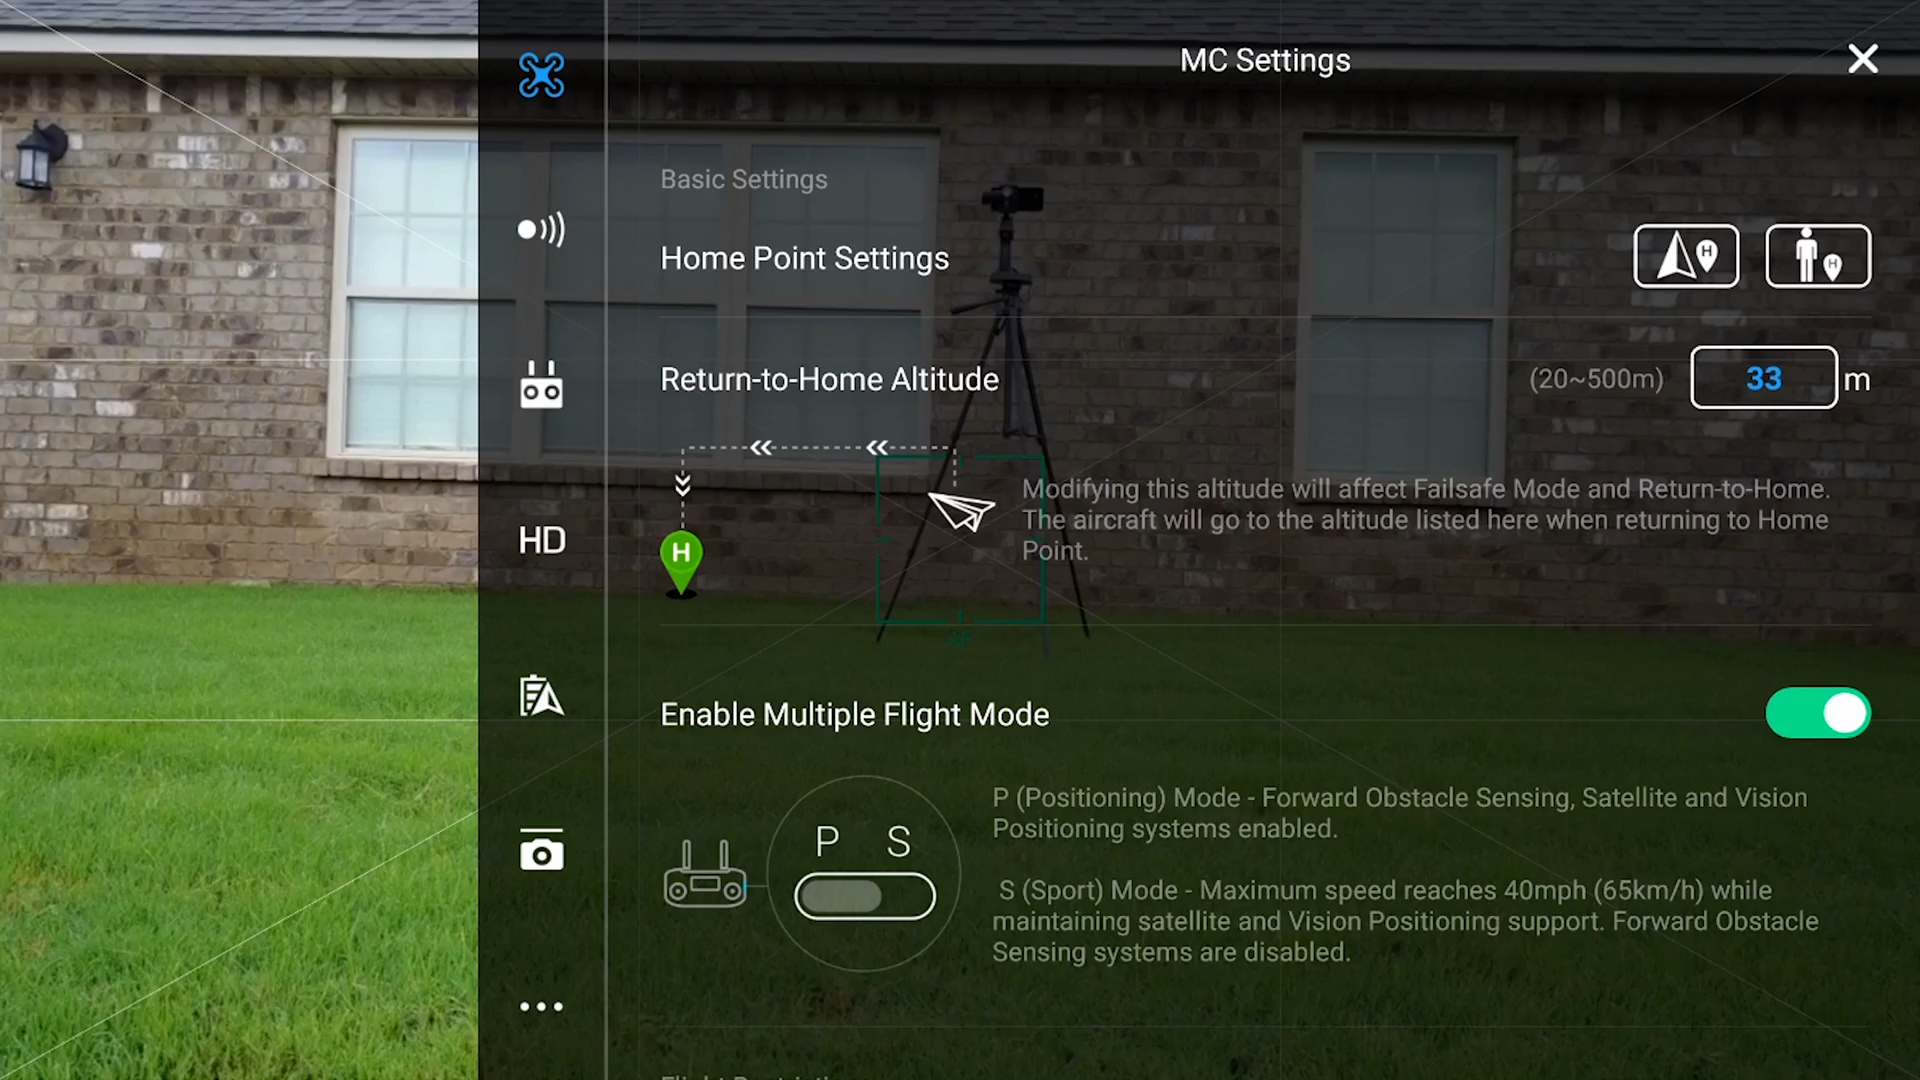 MC Settings
Basic Settings
Home Point Settings
H
H
Return-to-Home Altitude
(20~500m)
33
m
Modifying this altitude will affect Failsafe Mode and Return-to-Home.
The aircraft will go to the altitude listed here when returning to Home
Point.
H
HD
AF
Enable Multiple Flight Mode
P S
P (Positioning) Mode - Forward Obstacle Sensing, Satellite and Vision
Positioning systems enabled.
S (Sport) Mode - Maximum speed reaches 40mph (65km/h) while
maintaining satellite and Vision Positioning support. Forward Obstacle
Sensing systems are disabled.